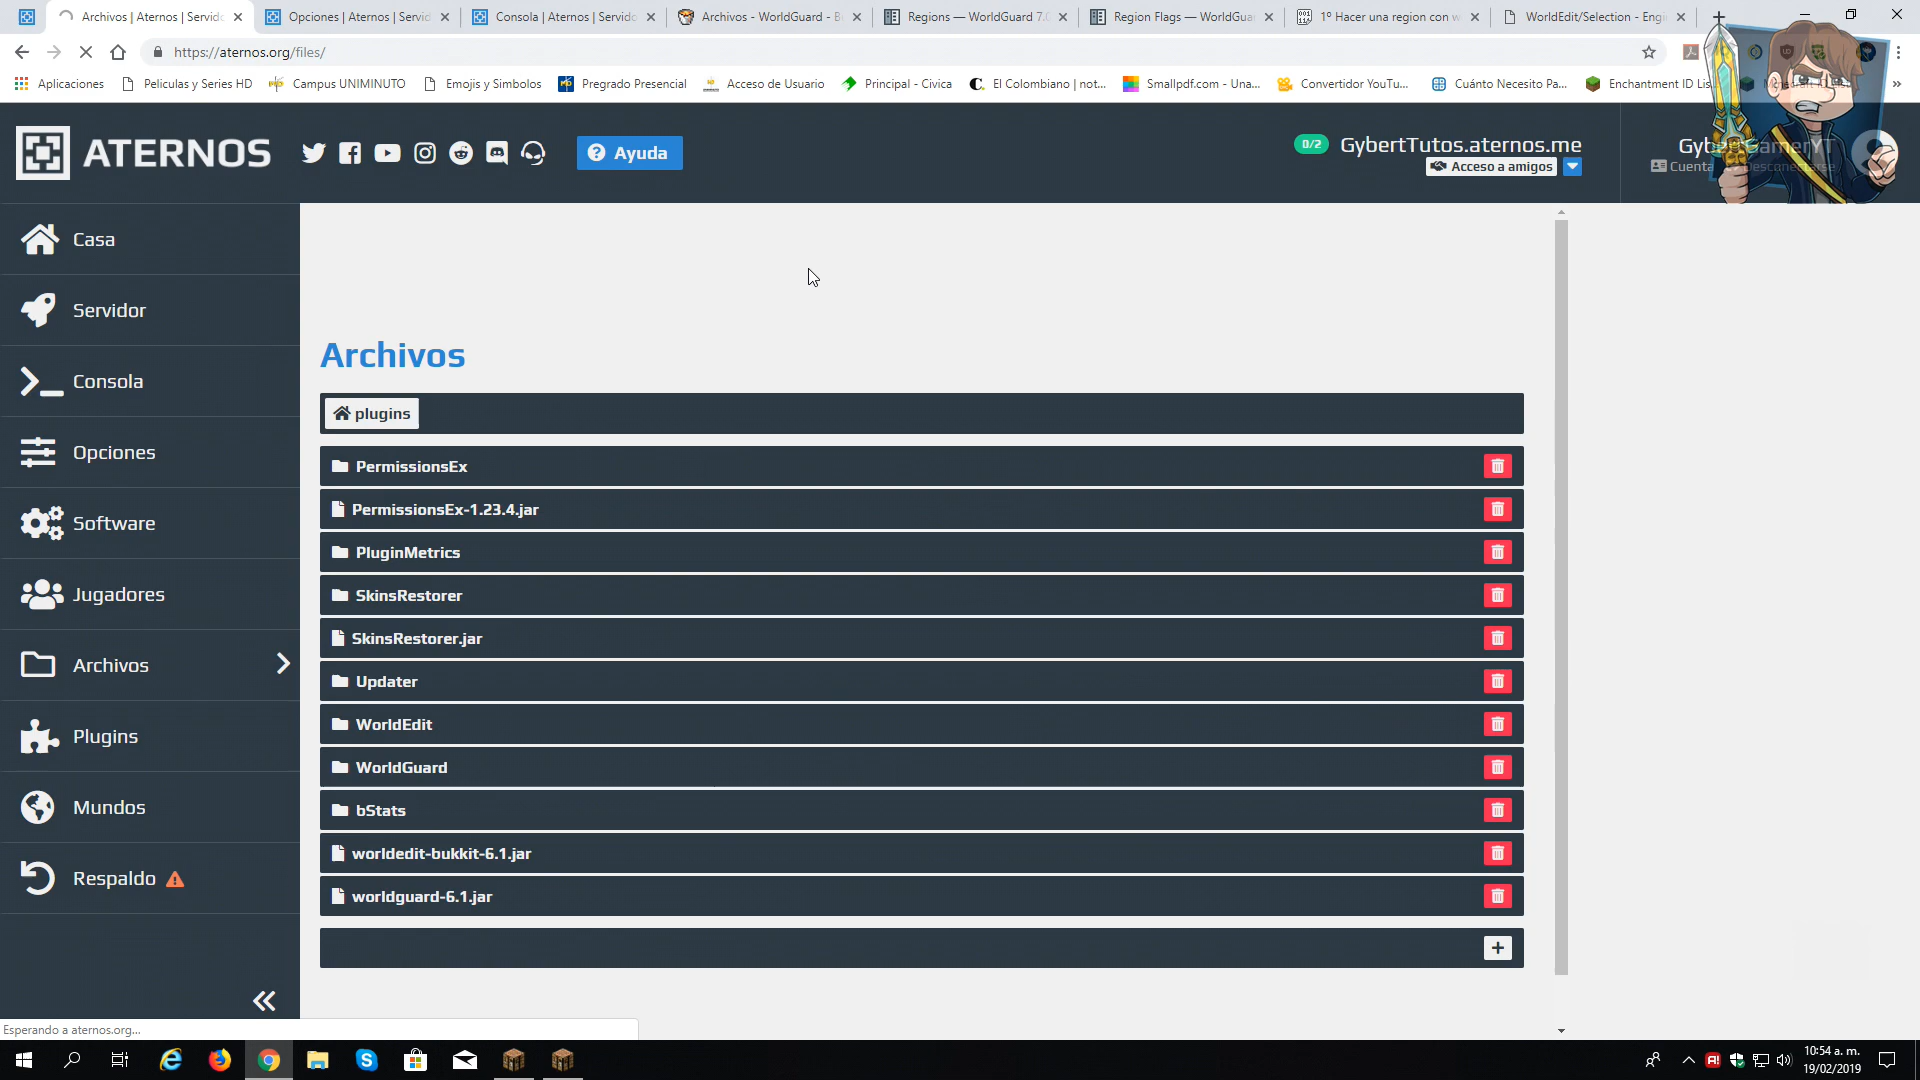 Archivos | Aternos | Servido
Opciones | Aternos | Servid
Consola | Aternos | Servido
Archivos - WorldGuard - B
Regions — WorldGuard 7.0
Region Flags — WorldGua
1º Hacer una region con w
WorldEdit/Selection - Engi
https://aternos.org/files/
Aplicaciones
Peliculas y Series HD
Campus UNIMINUTO
Emojis y Simbolos
Pregrado Presencial
Acceso de Usuario
Principal - Civica
El Colombiano | not...
Smallpdf.com - Una...
Convertidor YouTu...
Cuánto Necesito Pa...
Enchantment ID Lis...
ATERNOS
Ayuda
0/2
GybertTutos.aternos.me
Acceso a amigos
GybertGamerYT
Cuenta
Desconectarse
Casa
Servidor
Consola
Opciones
Software
Jugadores
Archivos
Plugins
Mundos
Respaldo
Archivos
plugins
PermissionsEx
PermissionsEx-1.23.4.jar
PluginMetrics
SkinsRestorer
SkinsRestorer.jar
Updater
WorldEdit
WorldGuard
bStats
worldedit-bukkit-6.1.jar
worldguard-6.1.jar
Esperando a aternos.org...
10:54 a. m.
19/02/2019